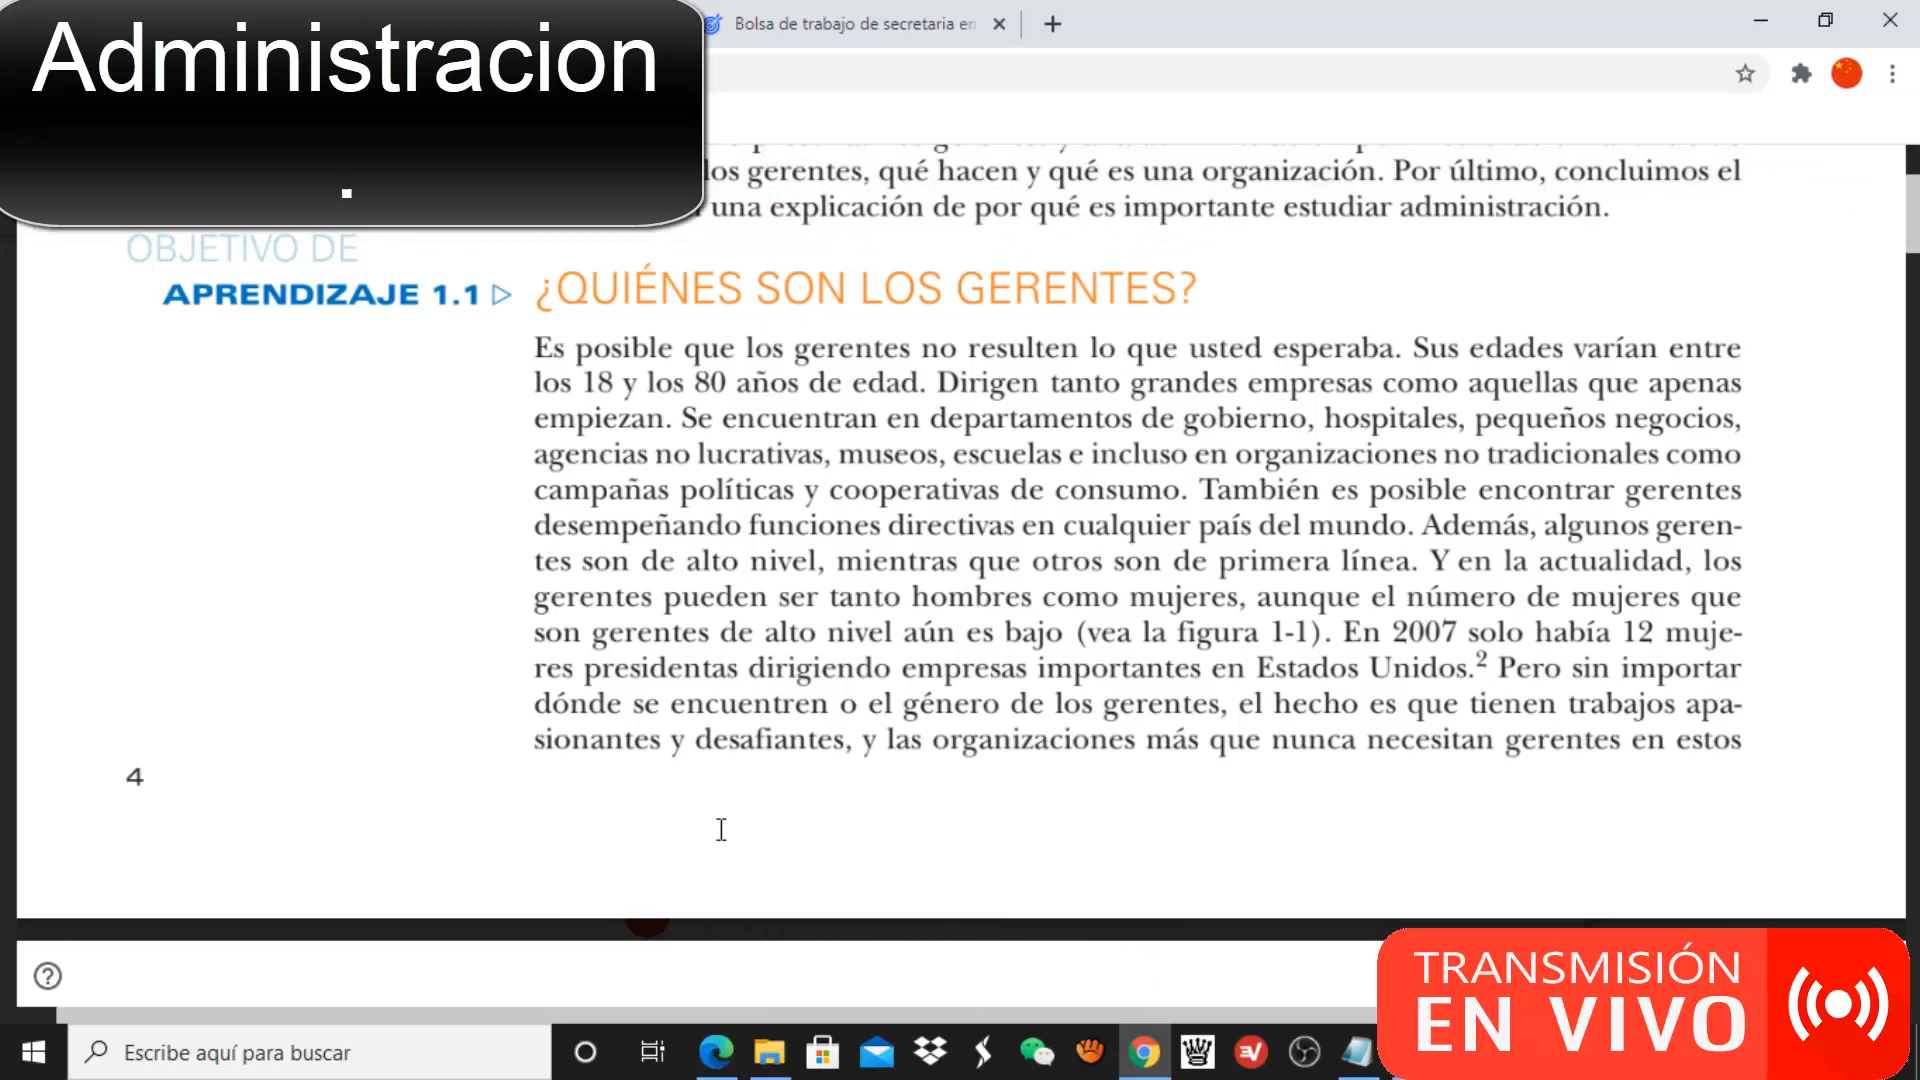 Administracion
.
Bolsa de trabajo de secretaria en
los gerentes, qué hacen y qué es una organización. Por último, concluimos el
una explicación de por qué es importante estudiar administración.
OBJETIVO DE
APRENDIZAJE 1.1 ▷
¿QUIÉNES SON LOS GERENTES?
Es posible que los gerentes no resulten lo que usted esperaba. Sus edades varían entre
los 18 y los 80 años de edad. Dirigen tanto grandes empresas como aquellas que apenas
empiezan. Se encuentran en departamentos de gobierno, hospitales, pequeños negocios,
agencias no lucrativas, museos, escuelas e incluso en organizaciones no tradicionales como
campañas políticas y cooperativas de consumo. También es posible encontrar gerentes
desempeñando funciones directivas en cualquier país del mundo. Además, algunos geren-
tes son de alto nivel, mientras que otros son de primera línea. Y en la actualidad, los
gerentes pueden ser tanto hombres como mujeres, aunque el número de mujeres que
son gerentes de alto nivel aún es bajo (vea la figura 1-1). En 2007 solo había 12 muje-
res presidentas dirigiendo empresas importantes en Estados Unidos.² Pero sin importar
dónde se encuentren o el género de los gerentes, el hecho es que tienen trabajos apa-
sionantes y desafiantes, y las organizaciones más que nunca necesitan gerentes en estos
4
TRANSMISIÓN
EN VIVO
Escribe aquí para buscar